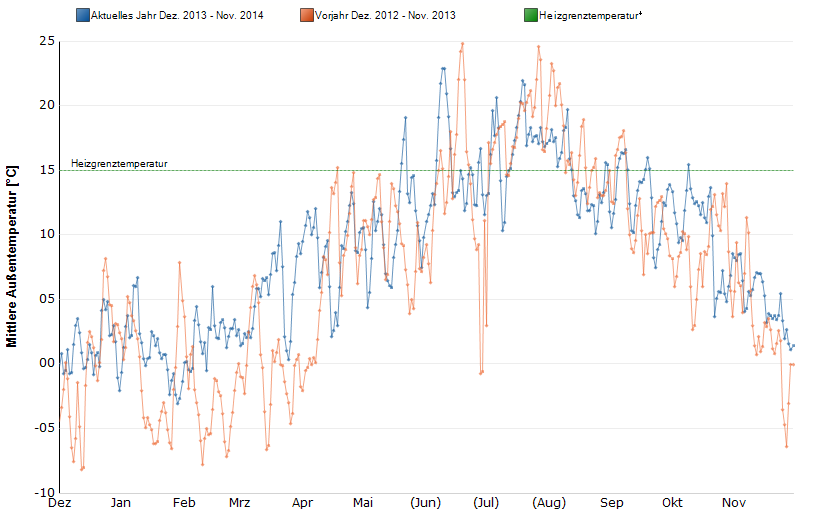 Aktuelles Jahr Dez. 2013 - Nov. 2014 Vorjahr Dez. 2012 - Nov. 2013 Heizgrenztemperatur⁴
Mittlere Außentemperatur [°C]
25
20
Heizgrenztemperatur
15
10
05
00
-05
-10
Dez Jan Feb Mrz Apr Mai (Jun) (Jul) (Aug) Sep Okt Nov